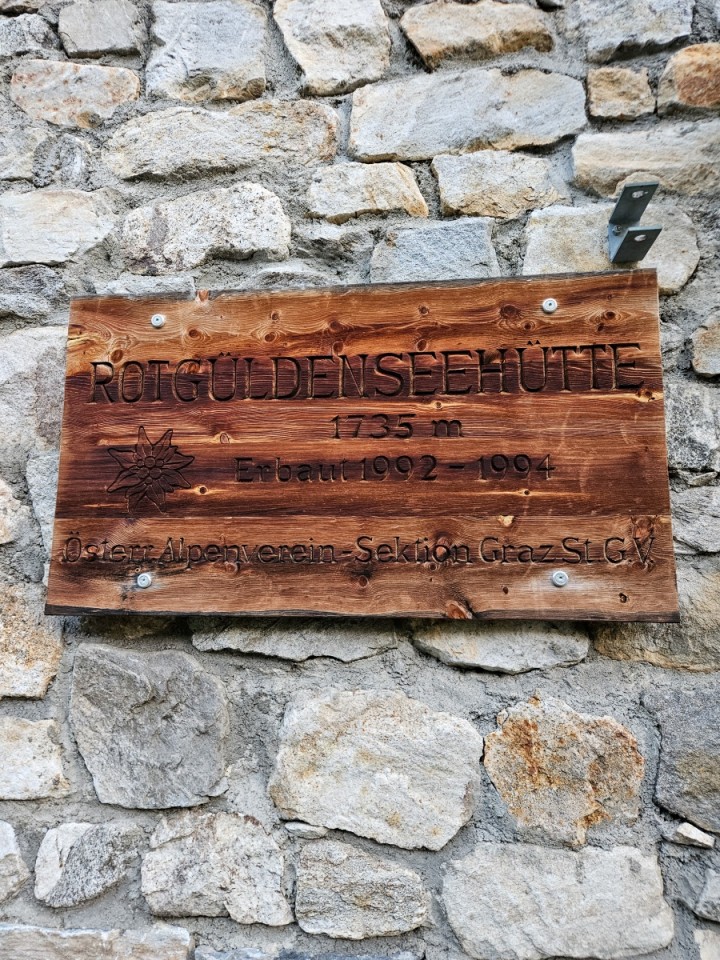 ROTGÜLDENSEEHÜTTE
1735 m
Erbaut 1992 - 1994
Österr. Alpenverein - Sektion Graz St. G. V.